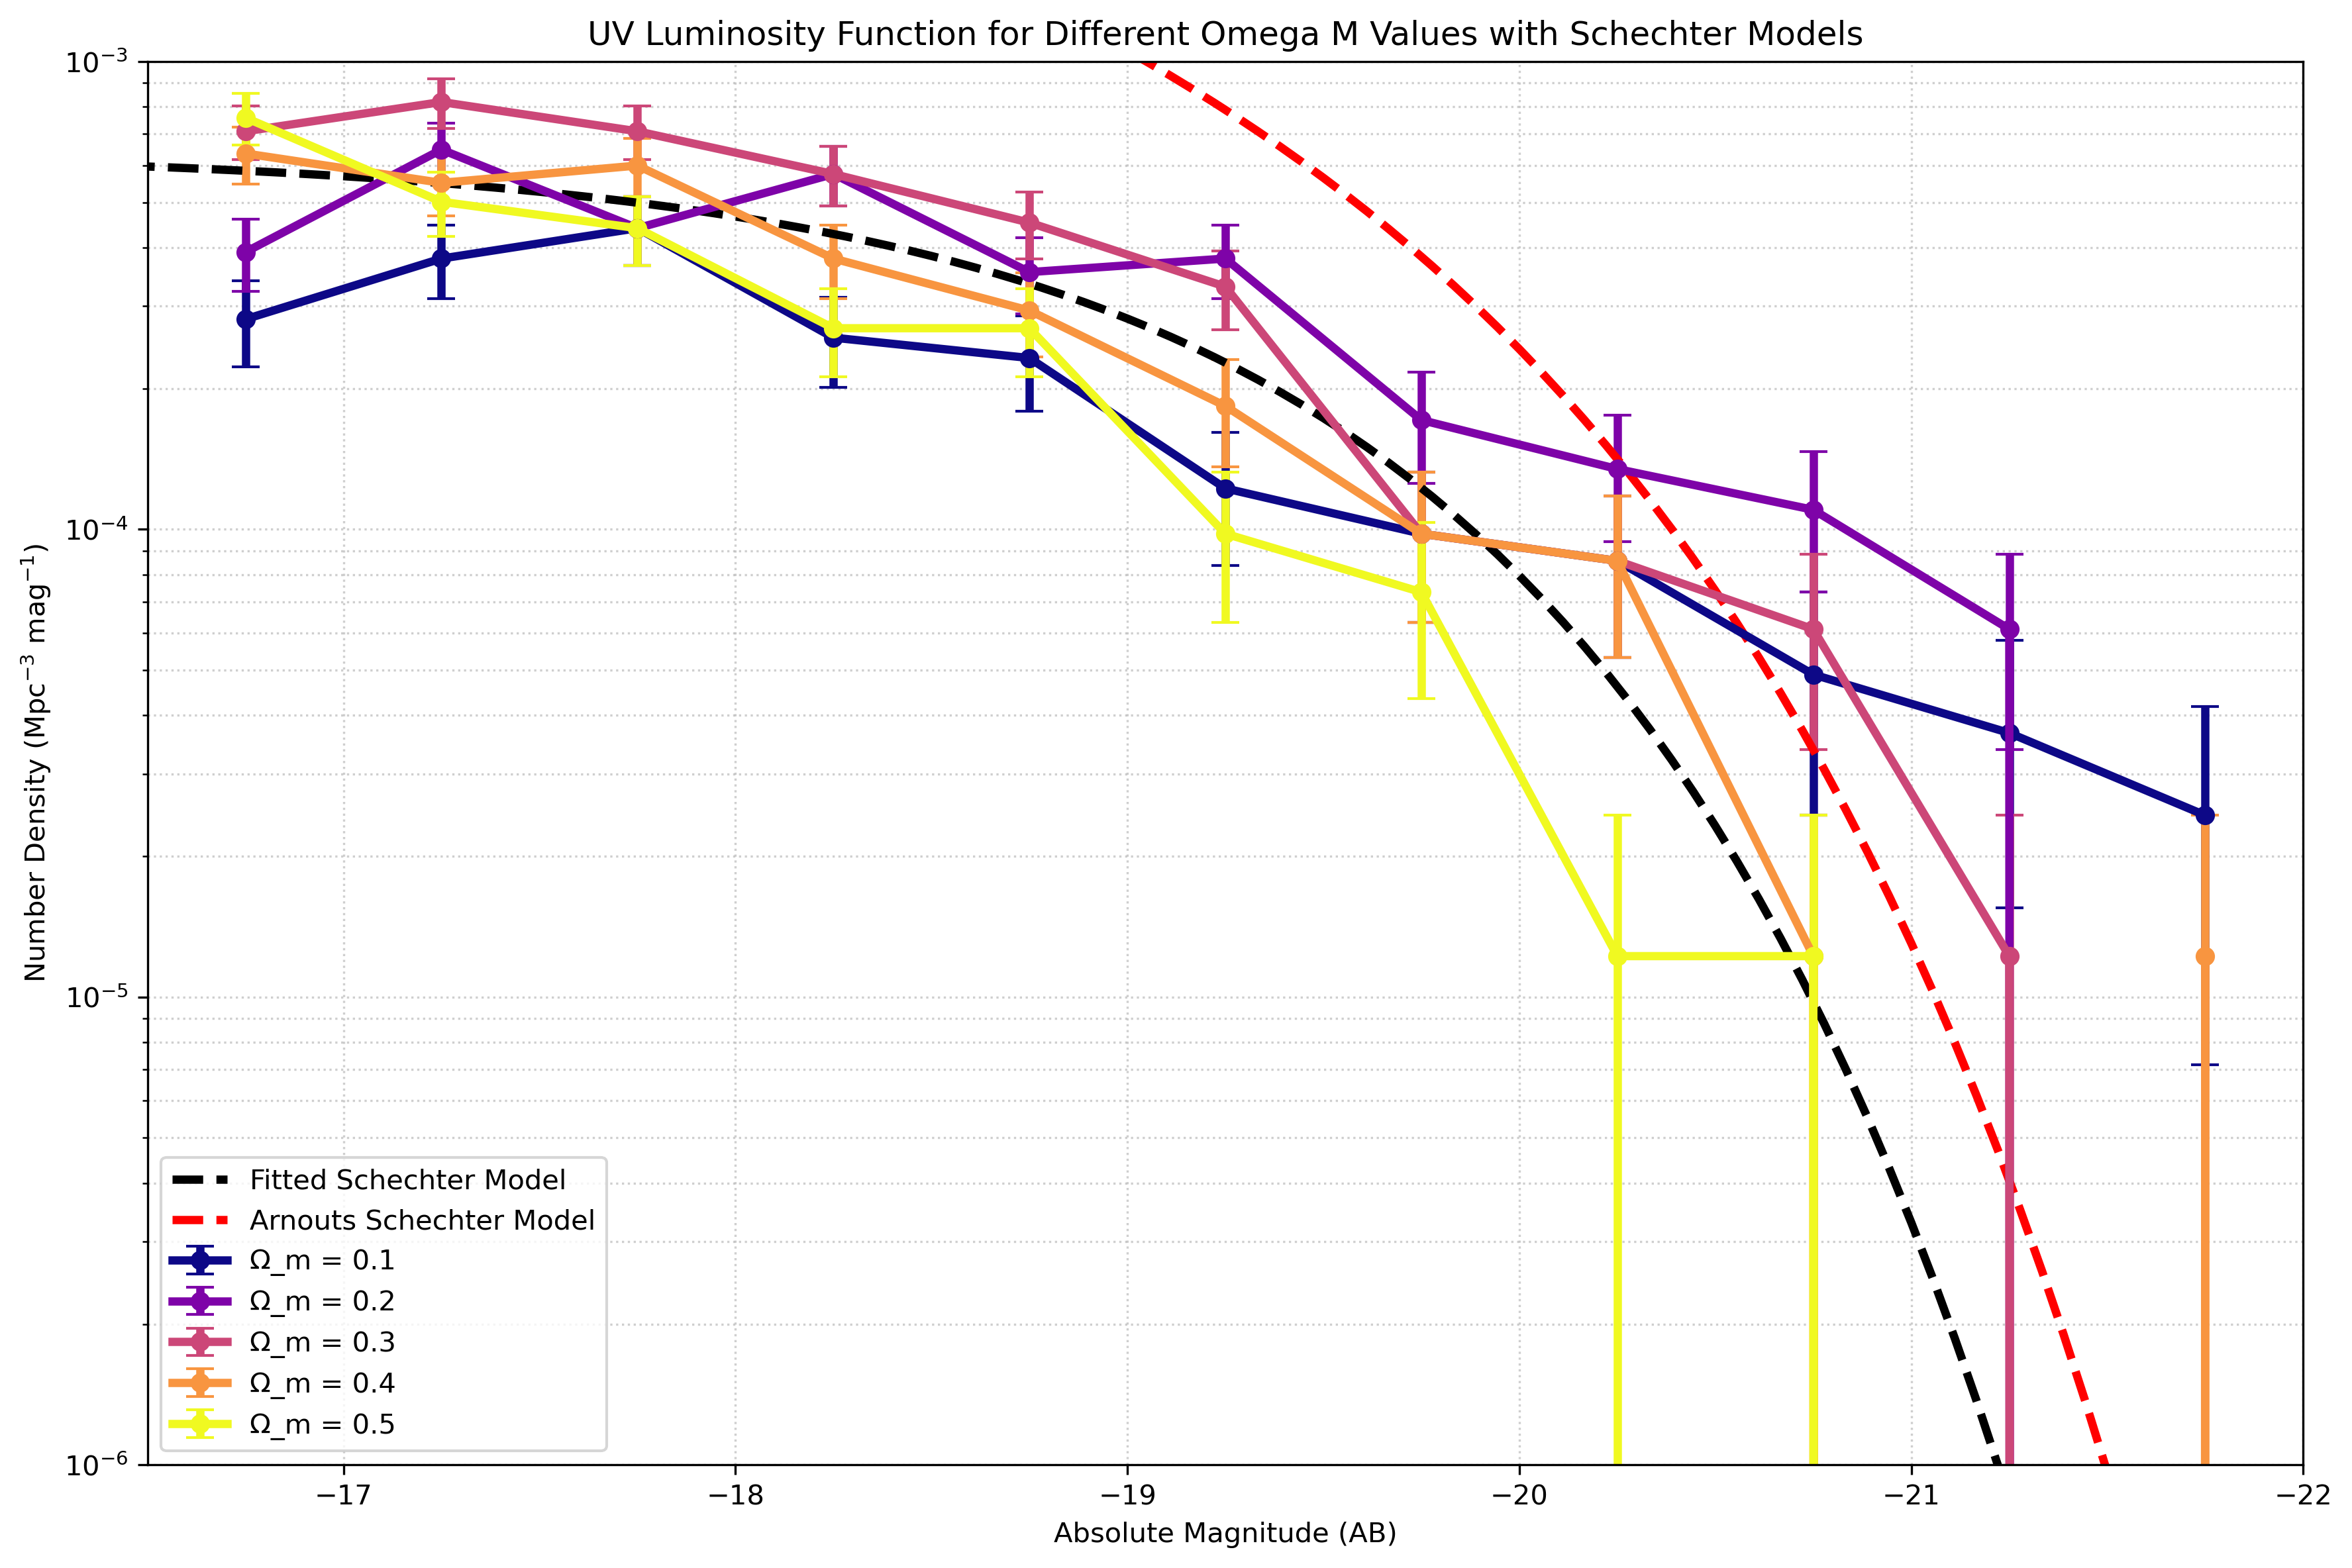 UV Luminosity Function for Different Omega M Values with Schechter Models
Number Density (Mpc⁻³ mag⁻¹)
10⁻³
10⁻⁴
10⁻⁵
10⁻⁶
Fitted Schechter Model
Arnouts Schechter Model
Ω_m = 0.1
Ω_m = 0.2
Ω_m = 0.3
Ω_m = 0.4
Ω_m = 0.5
−17 −18 −19 −20 −21 −22
Absolute Magnitude (AB)